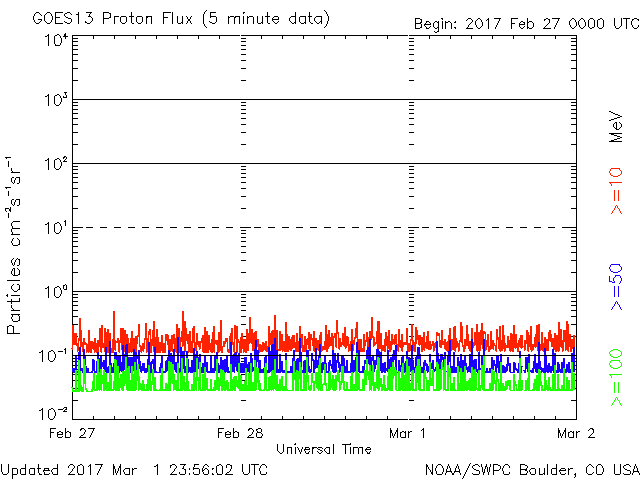 GOES13 Proton Flux (5 minute data)
Begin: 2017 Feb 27 0000 UTC
10⁴
10³
10²
10¹
10⁰
10⁻¹
10⁻²
Particles cm⁻²s⁻¹sr⁻¹
MeV
>=10
>=50
>=100
Feb 27
Feb 28
Mar 1
Mar 2
Universal Time
Updated 2017 Mar 1 23:56:02 UTC
NOAA/SWPC Boulder, CO USA